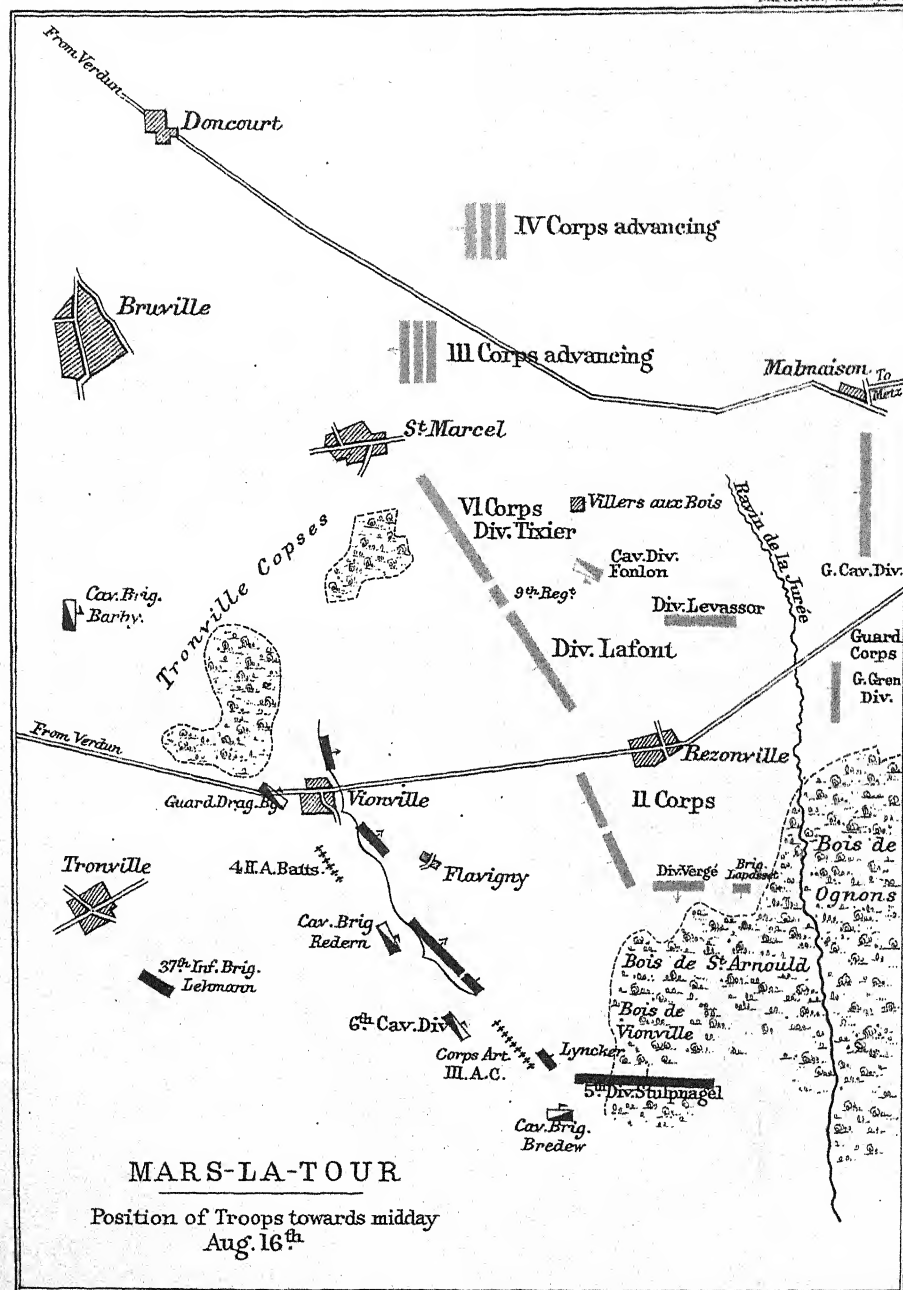 From Verdun
Doncourt
IV Corps advancing
Bruville
III Corps advancing
Malmaison
To
Metz
St. Marcel
VI Corps
Div. Tixier
Villers aux Bois
Ravin de la Jurée
Tronville Copses
Cav. Div.
Fonlon
9th Regt.
G. Cav. Div.
Cav. Brig.
Barby.
Div. Levassor
Div. Lafont
Guard
Corps
G. Gren
Div.
From Verdun
Rezonville
Guard. Drag. Bg.
Vionville
II Corps
4 H.A. Batts.
Flavigny
Div. Vergé
Brig.
Lapasset
Bois de
Ognons
Tronville
Cav. Brig
Redern
37th Inf. Brig.
Lehmann
Bois de St. Arnould
Bois de
Vionville
6th Cav. Div
Corps Art.
III. A.C.
Lyncker
5th Div. Stulpnagel
Cav. Brig.
Bredew
MARS-LA-TOUR
Position of Troops towards midday
Aug. 16th.